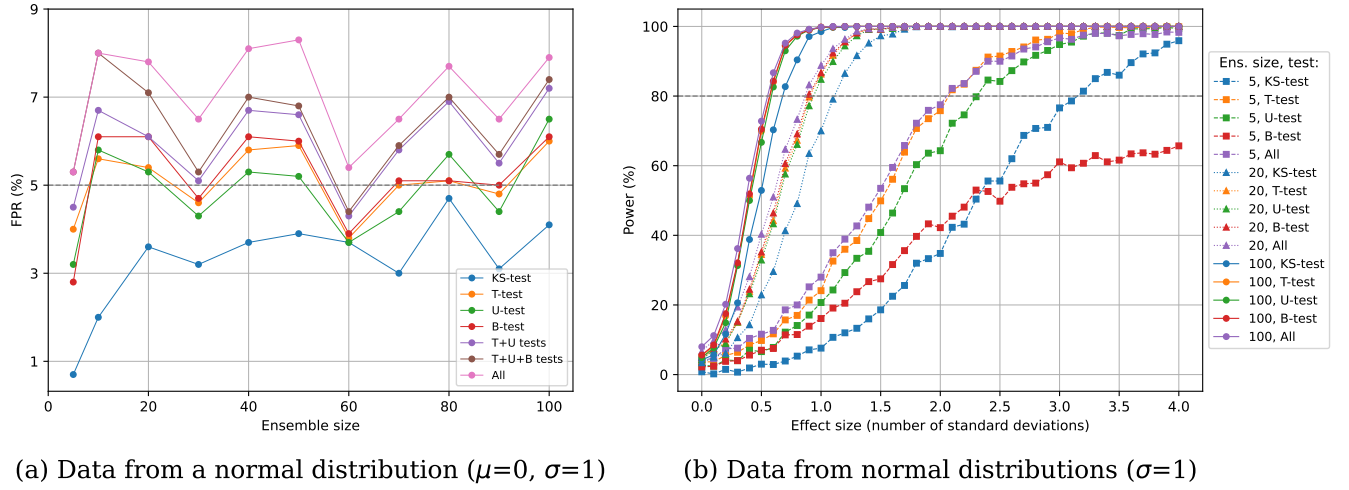 9
7
5
3
1
FPR (%)
0
20
40
60
80
100
Ensemble size
KS-test
T-test
U-test
B-test
T+U tests
T+U+B tests
All
(a) Data from a normal distribution (μ=0, σ=1)
100
80
60
40
20
0
Power (%)
0.0
0.5
1.0
1.5
2.0
2.5
3.0
3.5
4.0
Effect size (number of standard deviations)
Ens. size, test:
5, KS-test
5, T-test
5, U-test
5, B-test
5, All
20, KS-test
20, T-test
20, U-test
20, B-test
20, All
100, KS-test
100, T-test
100, U-test
100, B-test
100, All
(b) Data from normal distributions (σ=1)